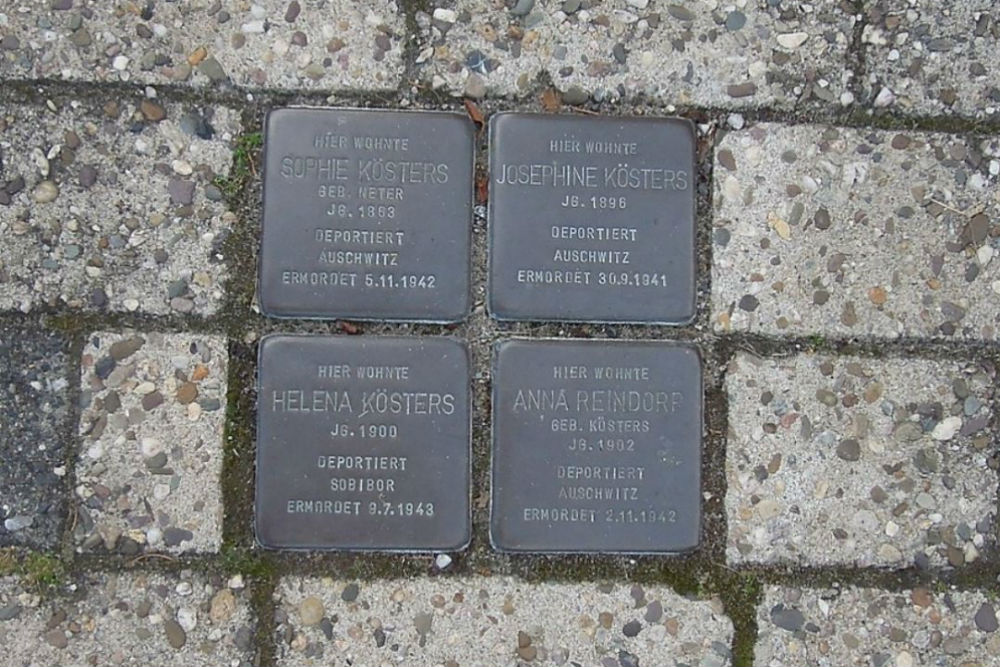 HIER WOHNTE
SOPHIE KÖSTERS
GEB. NETER
JG. 1863
DEPORTIERT
AUSCHWITZ
ERMORDET 5.11.1942
HIER WOHNTE
JOSEPHINE KÖSTERS
JG. 1896
DEPORTIERT
AUSCHWITZ
ERMORDET 30.9.1941
HIER WOHNTE
HELENA KÖSTERS
JG. 1900
DEPORTIERT
SOBIBOR
ERMORDET 9.7.1943
HIER WOHNTE
ANNA REINDORP
GEB. KÖSTERS
JG. 1902
DEPORTIERT
AUSCHWITZ
ERMORDET 2.11.1942